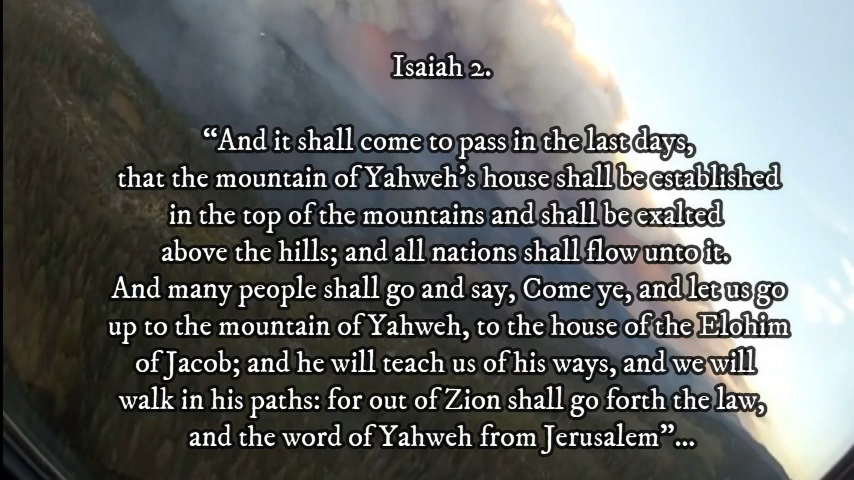 Isaiah 2.
“And it shall come to pass in the last days,
that the mountain of Yahweh’s house shall be established
in the top of the mountains and shall be exalted
above the hills; and all nations shall flow unto it.
And many people shall go and say, Come ye, and let us go
up to the mountain of Yahweh, to the house of the Elohim
of Jacob; and he will teach us of his ways, and we will
walk in his paths: for out of Zion shall go forth the law,
and the word of Yahweh from Jerusalem”...